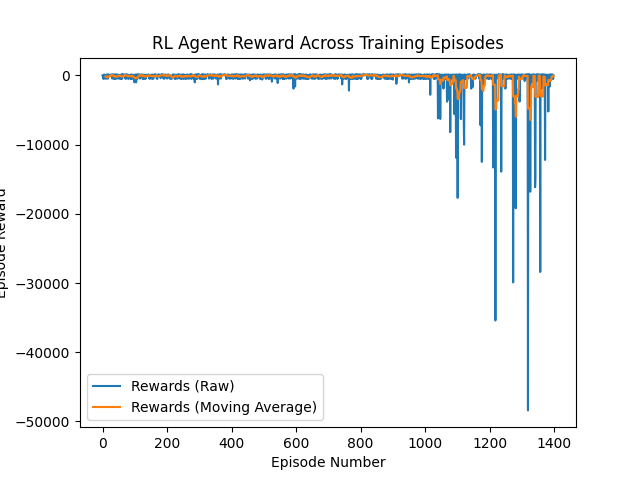 RL Agent Reward Across Training Episodes
Episode Reward
0
−10000
−20000
−30000
−40000
−50000
Rewards (Raw)
Rewards (Moving Average)
0 200 400 600 800 1000 1200 1400
Episode Number